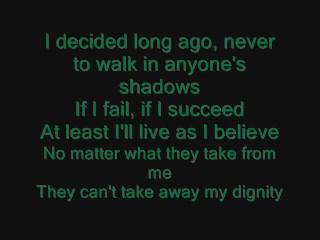 I decided long ago, never
to walk in anyone's
shadows
If I fail, if I succeed
At least I'll live as I believe
No matter what they take from
me
They can't take away my dignity